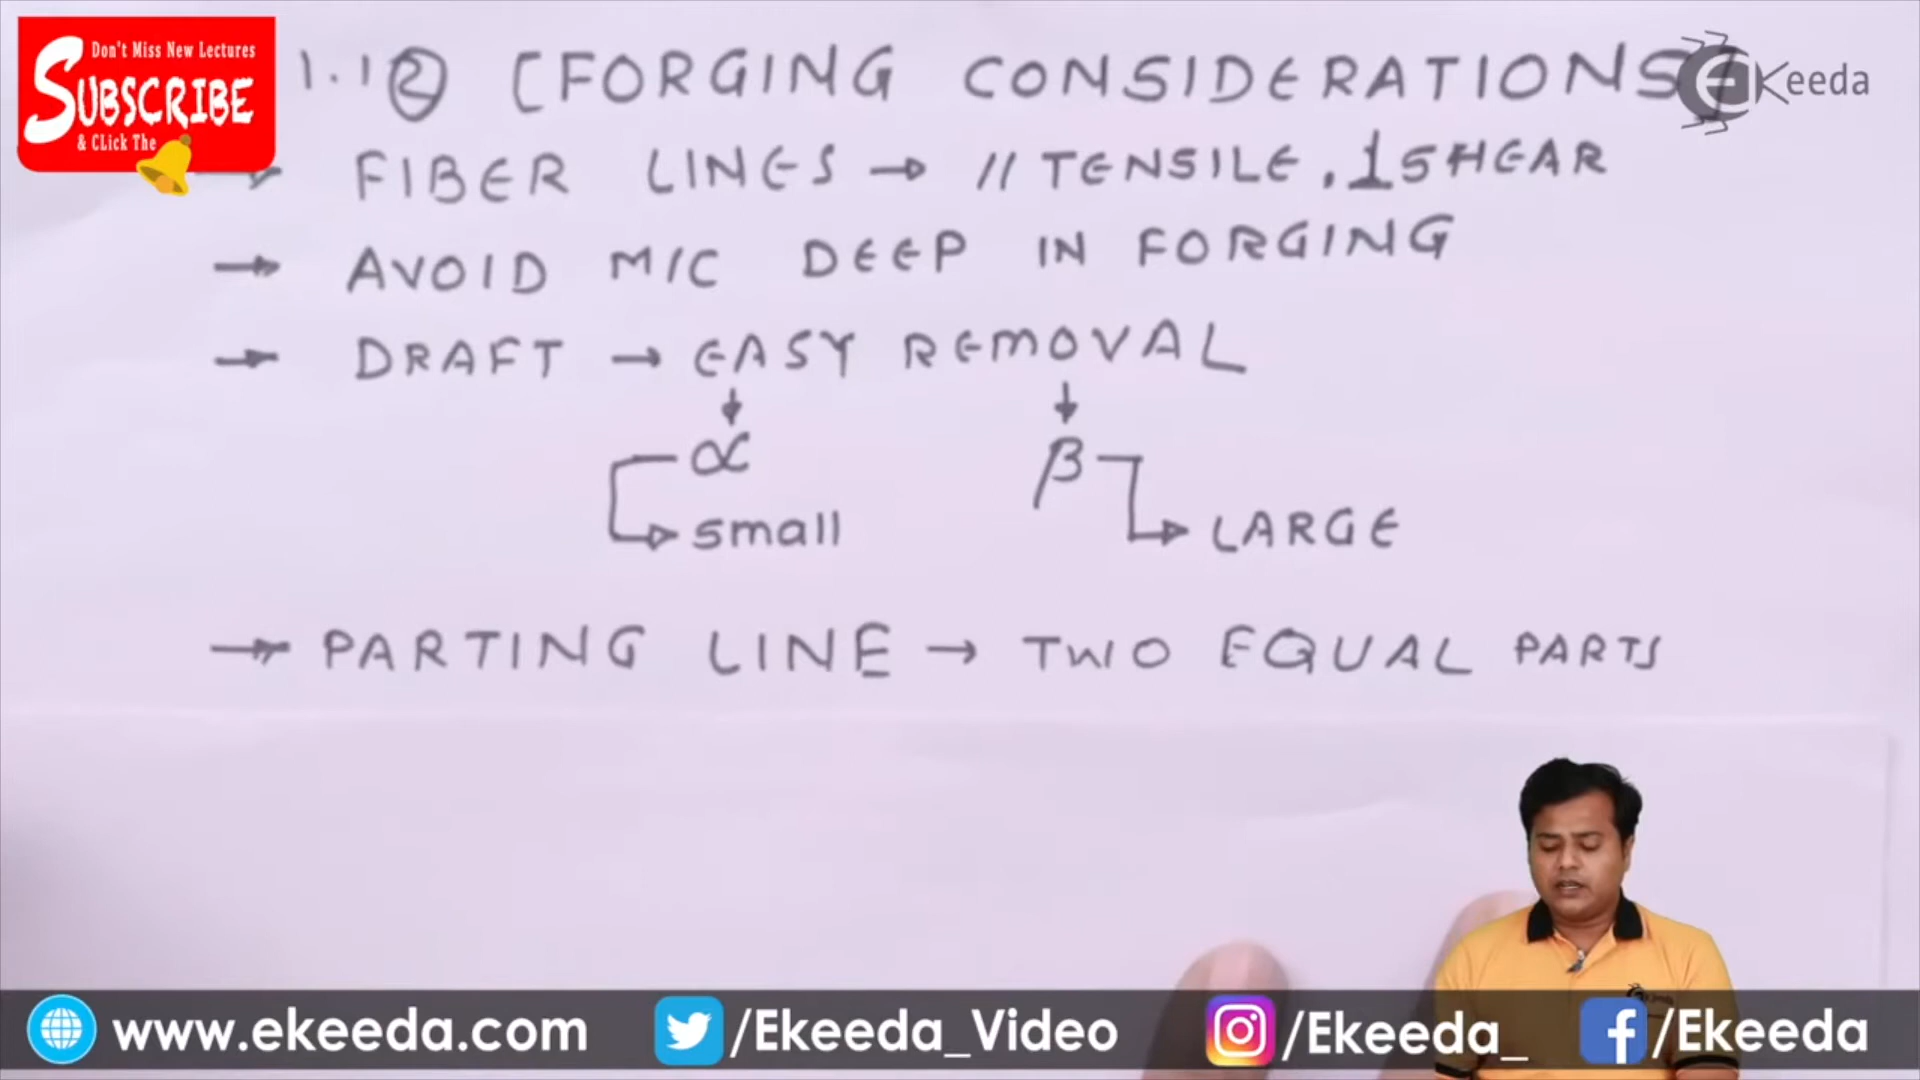 Don't Miss New Lectures
SUBSCRIBE
& CLick The
1.1② [FORGING CONSIDERATIONS]
EKeeda
→ FIBER LINES → // TENSILE. ⊥ SHEAR
→ AVOID M/C DEEP IN FORGING
→ DRAFT → EASY REMOVAL
α β
small LARGE
→ PARTING LINE → TWO EQUAL PARTS
www.ekeeda.com /Ekeeda_Video /Ekeeda_ /Ekeeda